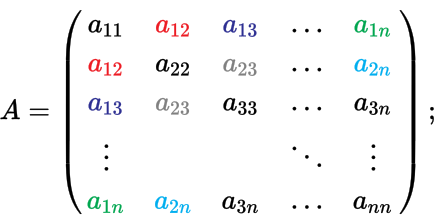 a₁₁ a₁₂ a₁₃ … a₁ₙ
a₁₂ a₂₂ a₂₃ … a₂ₙ
A = a₁₃ a₂₃ a₃₃ … a₃ₙ ;
⋮ ⋱ ⋮
a₁ₙ a₂ₙ a₃ₙ … aₙₙ